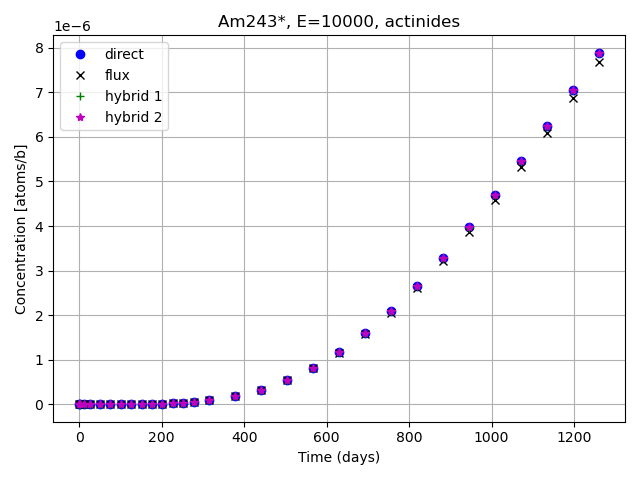 Am243*, E=10000, actinides
1e−6
8
7
6
5
4
3
2
1
0
direct
flux
hybrid 1
hybrid 2
Concentration [atoms/b]
0 200 400 600 800 1000 1200
Time (days)